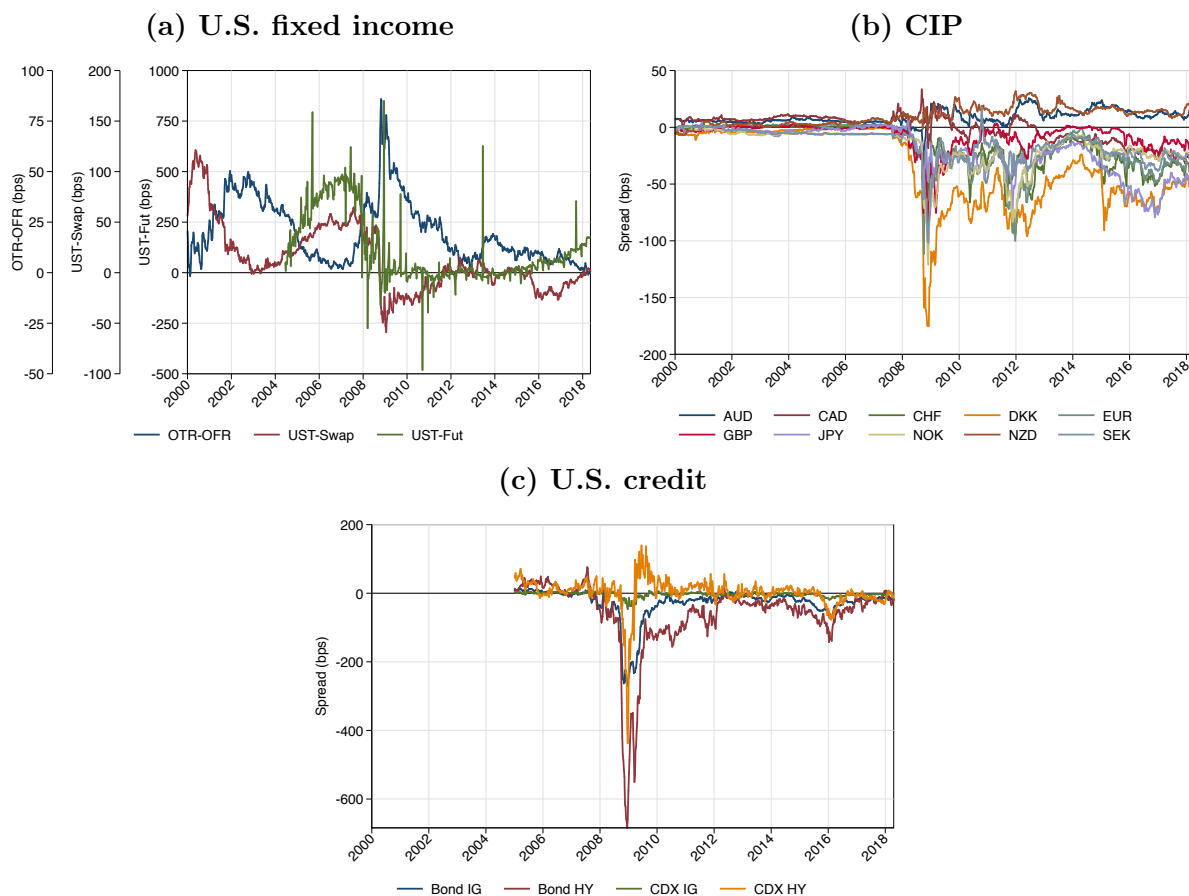 (a) U.S. fixed income
OTR-OFR (bps)
100
75
50
25
0
-25
-50
UST-Swap (bps)
200
150
100
50
0
-50
-100
UST-Fut (bps)
1000
750
500
250
0
-250
-500
2000 2002 2004 2006 2008 2010 2012 2014 2016 2018
OTR-OFR UST-Swap UST-Fut
(b) CIP
Spread (bps)
50
0
-50
-100
-150
-200
2000 2002 2004 2006 2008 2010 2012 2014 2016 2018
AUD CAD CHF DKK EUR
GBP JPY NOK NZD SEK
(c) U.S. credit
Spread (bps)
200
0
-200
-400
-600
2000 2002 2004 2006 2008 2010 2012 2014 2016 2018
Bond IG Bond HY CDX IG CDX HY